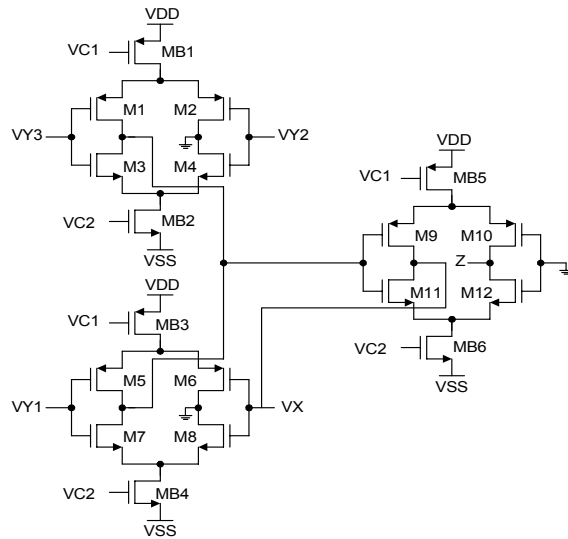 VDD
VC1 MB1
M1 M2
VY3 VY2
M3 M4
VDD
VC1 MB5
VC2 MB2
M9 M10
VSS
Z
VDD
M11 M12
VC1 MB3
VC2 MB6
M5 M6
VSS
VY1 VX
M7 M8
VC2 MB4
VSS